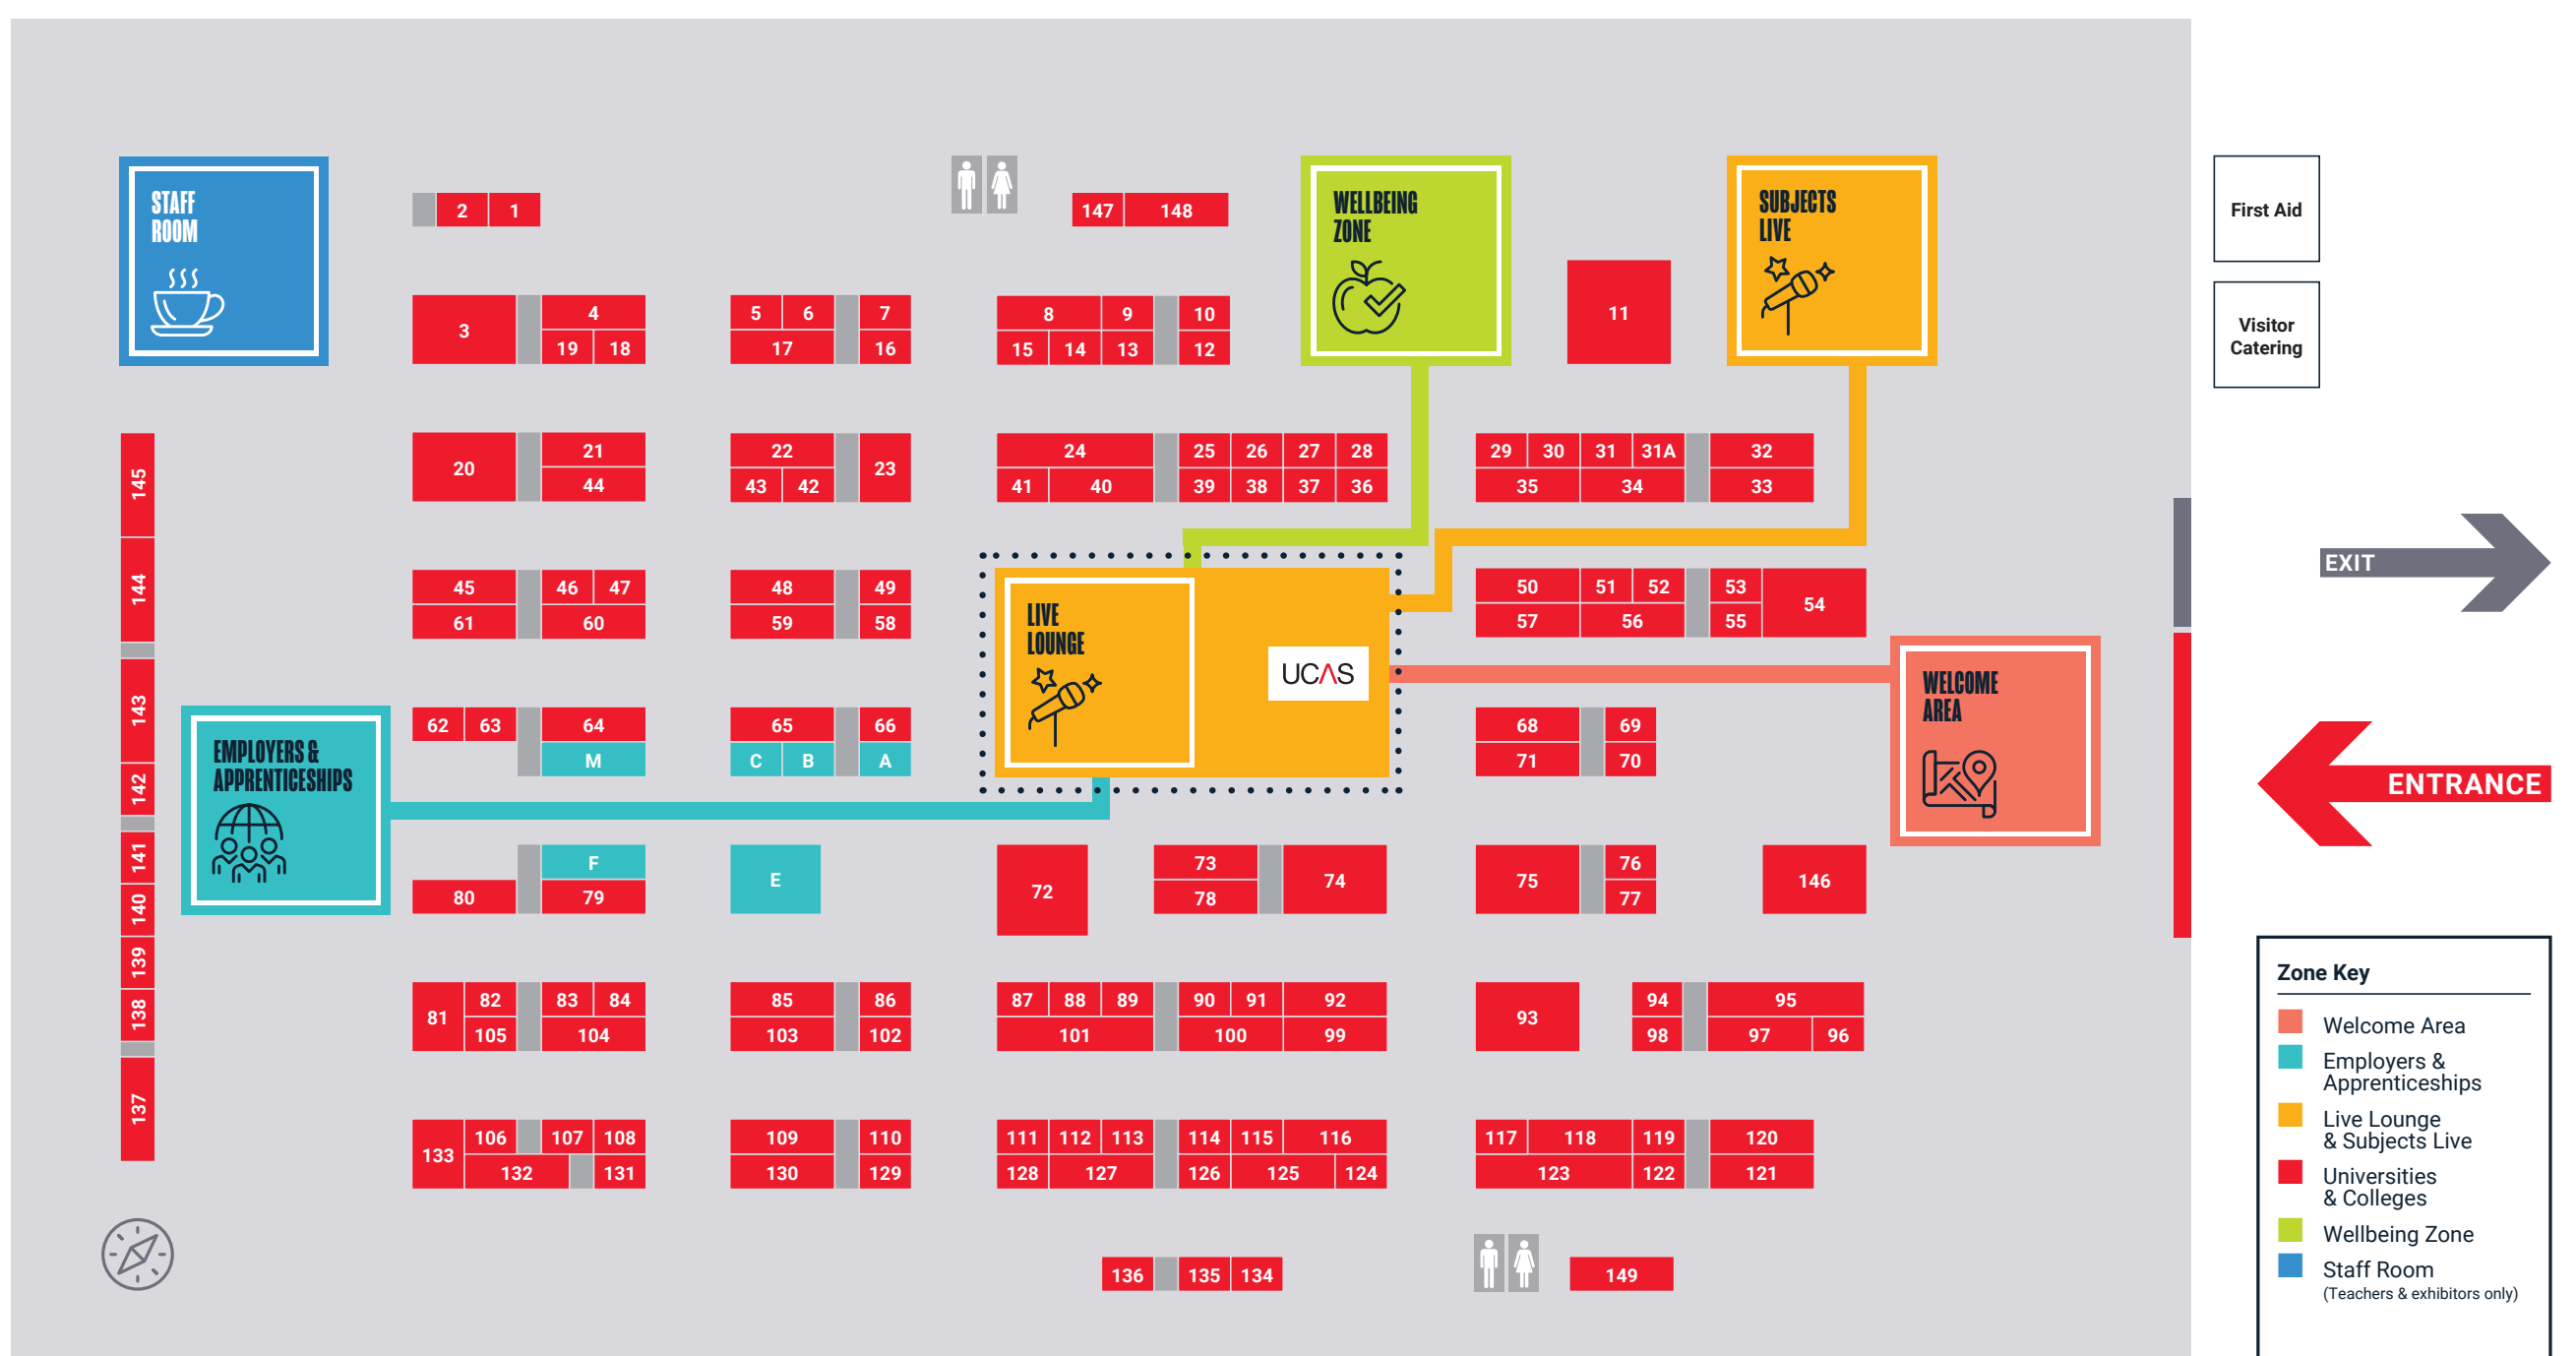 STAFF
ROOM
2 1
147 148
WELLBEING
ZONE
SUBJECTS
LIVE
First Aid
Visitor
Catering
3 4
19 18
5 6 7
17 16
8 9 10
15 14 13 12
11
145
144
143
142
141
140
139
138
137
20 21
44
22 23
43 42
24 25 26 27 28
41 40 39 38 37 36
29 30 31 31A 32
35 34 33
EXIT
45 46 47
61 60
48 49
59 58
LIVE
LOUNGE
UCAS
50 51 52 53 54
57 56 55
WELCOME
AREA
ENTRANCE
EMPLOYERS &
APPRENTICESHIPS
62 63 64
M
65 66
C B A
68 69
71 70
F
80 79
E
72
73 74
78
75 76
77
146
81 82 83 84
105 104
85 86
103 102
87 88 89 90 91 92
101 100 99
93
94 95
98 97 96
133 106 107 108
132 131
109 110
130 129
111 112 113 114 115 116
128 127 126 125 124
117 118 119 120
123 122 121
136 135 134
149
Zone Key
Welcome Area
Employers &
Apprenticeships
Live Lounge
& Subjects Live
Universities
& Colleges
Wellbeing Zone
Staff Room
(Teachers & exhibitors only)